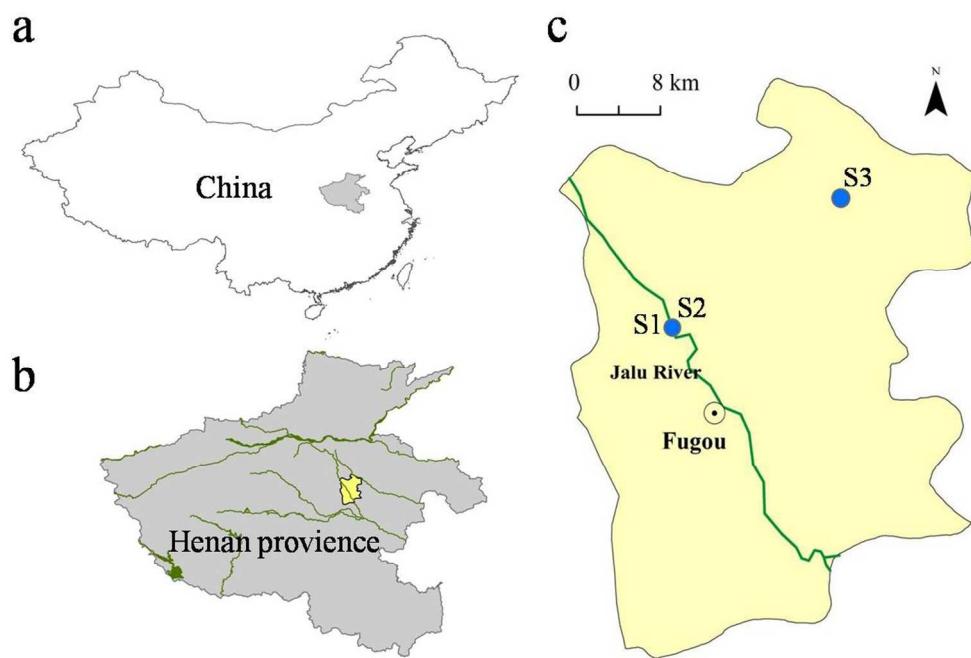 a
China
b
Henan provience
c
0 8 km
N
S3
S1 S2
Jalu River
Fugou